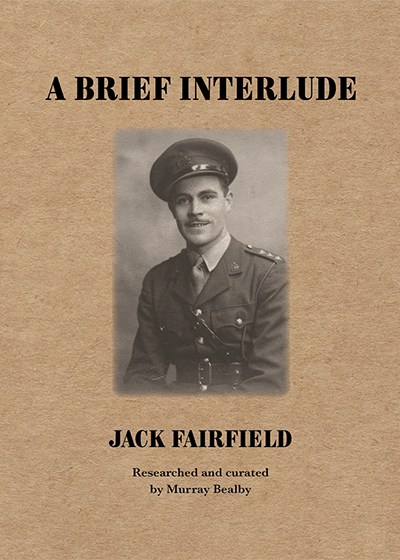 A BRIEF INTERLUDE
JACK FAIRFIELD
Researched and curated
by Murray Bealby